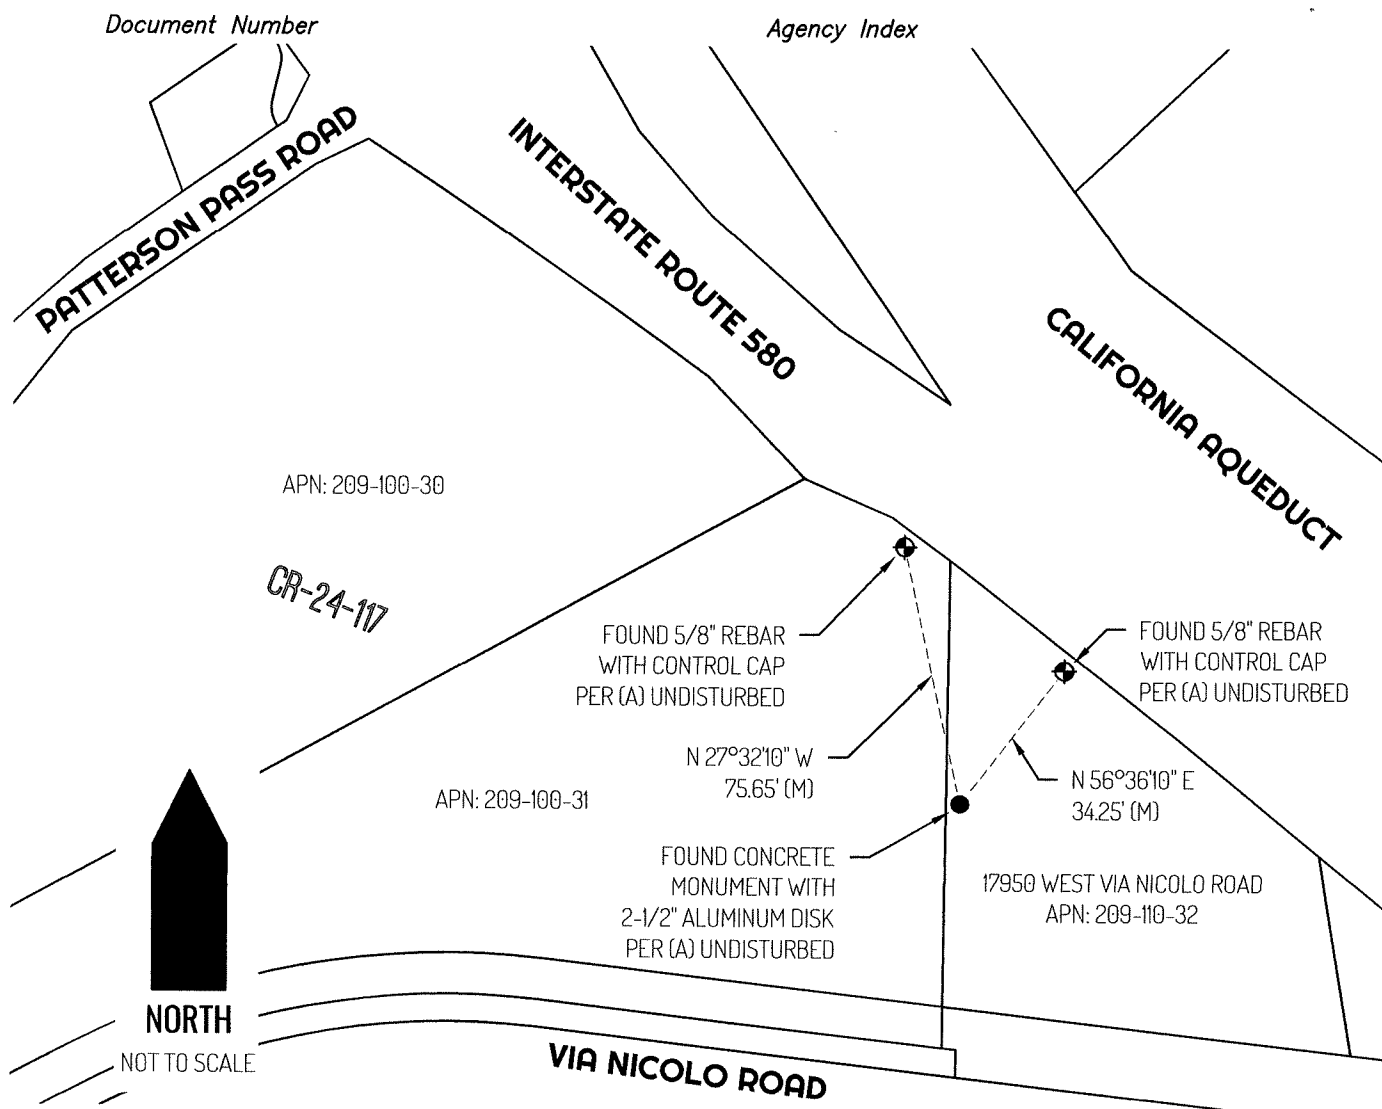 Document Number
Agency Index
PATTERSON PASS ROAD
INTERSTATE ROUTE 580
CALIFORNIA AQUEDUCT
APN: 209-100-30
CR-24-117
FOUND 5/8" REBAR
WITH CONTROL CAP
PER (A) UNDISTURBED
FOUND 5/8" REBAR
WITH CONTROL CAP
PER (A) UNDISTURBED
N 27°32'10" W
75.65' (M)
N 56°36'10" E
34.25' (M)
APN: 209-100-31
FOUND CONCRETE
MONUMENT WITH
2-1/2" ALUMINUM DISK
PER (A) UNDISTURBED
17950 WEST VIA NICOLO ROAD
APN: 209-110-32
NORTH
NOT TO SCALE
VIA NICOLO ROAD